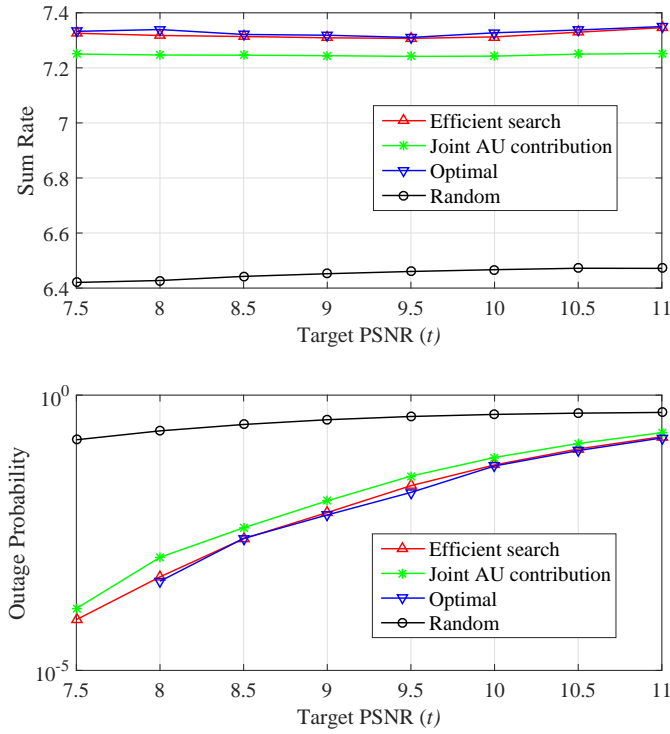 7.4
7.2
7
6.8
6.6
6.4
Sum Rate
Efficient search
Joint AU contribution
Optimal
Random
7.5 8 8.5 9 9.5 10 10.5 11
Target PSNR (t)
10^0
10^-5
Outage Probability
Efficient search
Joint AU contribution
Optimal
Random
7.5 8 8.5 9 9.5 10 10.5 11
Target PSNR (t)